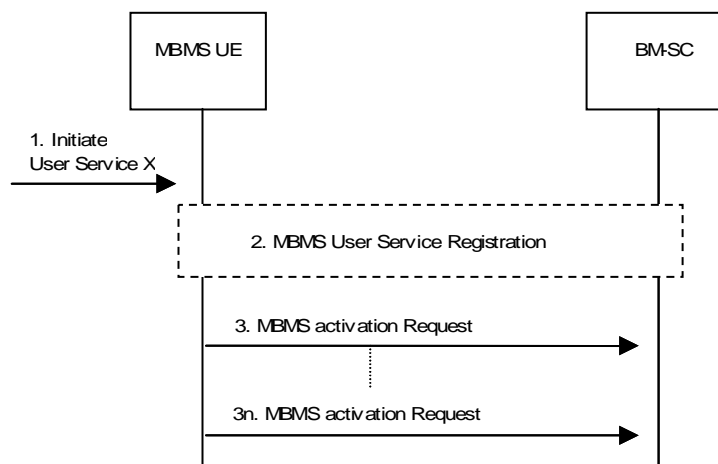 MBMS UE
BM-SC
1. Initiate
User Service X
2. MBMS User Service Registration
3. MBMS activation Request
3n. MBMS activation Request